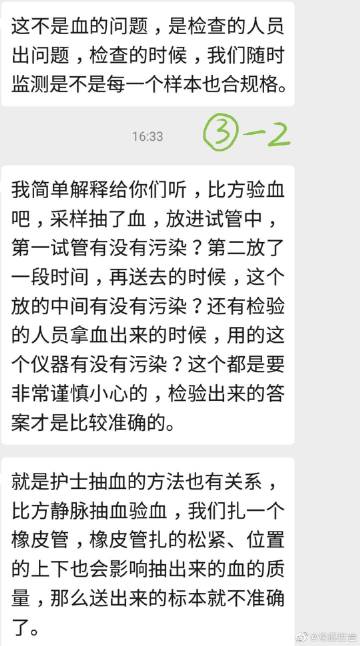 这不是血的问题，是检查的人员
出问题，检查的时候，我们随时
监测是不是每一个样本也合规格。
16:33
③-2
我简单解释给你们听，比方验血
吧，采样抽了血，放进试管中，
第一试管有没有污染？第二放了
一段时间，再送去的时候，这个
放的中间有没有污染？还有检验
的人员拿血出来的时候，用的这
个仪器有没有污染？这个都是要
非常谨慎小心的，检验出来的答
案才是比较准确的。
就是护士抽血的方法也有关系，
比方静脉抽血验血，我们扎一个
橡皮管，橡皮管扎的松紧、位置
的上下也会影响抽出来的血的质
量，那么送出来的标本就不准确
了。